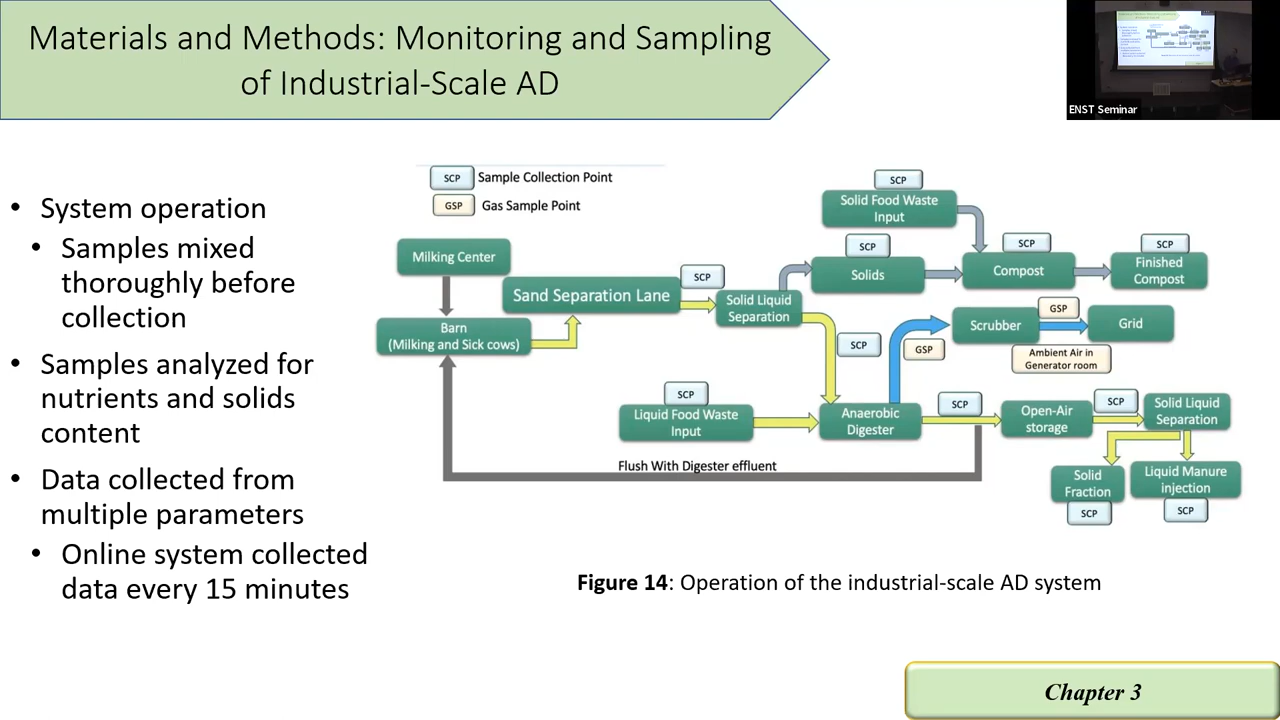 Materials and Methods: Monitoring and Sampling
of Industrial-Scale AD
ENST Seminar
• System operation
• Samples mixed
thoroughly before
collection
• Samples analyzed for
nutrients and solids
content
• Data collected from
multiple parameters
• Online system collected
data every 15 minutes
SCP Sample Collection Point
GSP Gas Sample Point
Milking Center
Barn
(Milking and Sick cows)
Sand Separation Lane
SCP
Solid Liquid
Separation
SCP
Solids
SCP
Solid Food Waste
Input
SCP
Compost
SCP
Finished
Compost
SCP
GSP
Scrubber
GSP
Grid
Ambient Air in
Generator room
SCP
Liquid Food Waste
Input
Anaerobic
Digester
SCP
Open-Air
storage
SCP
Solid Liquid
Separation
Solid
Fraction
SCP
Liquid Manure
injection
SCP
Flush With Digester effluent
Figure 14: Operation of the industrial-scale AD system
Chapter 3